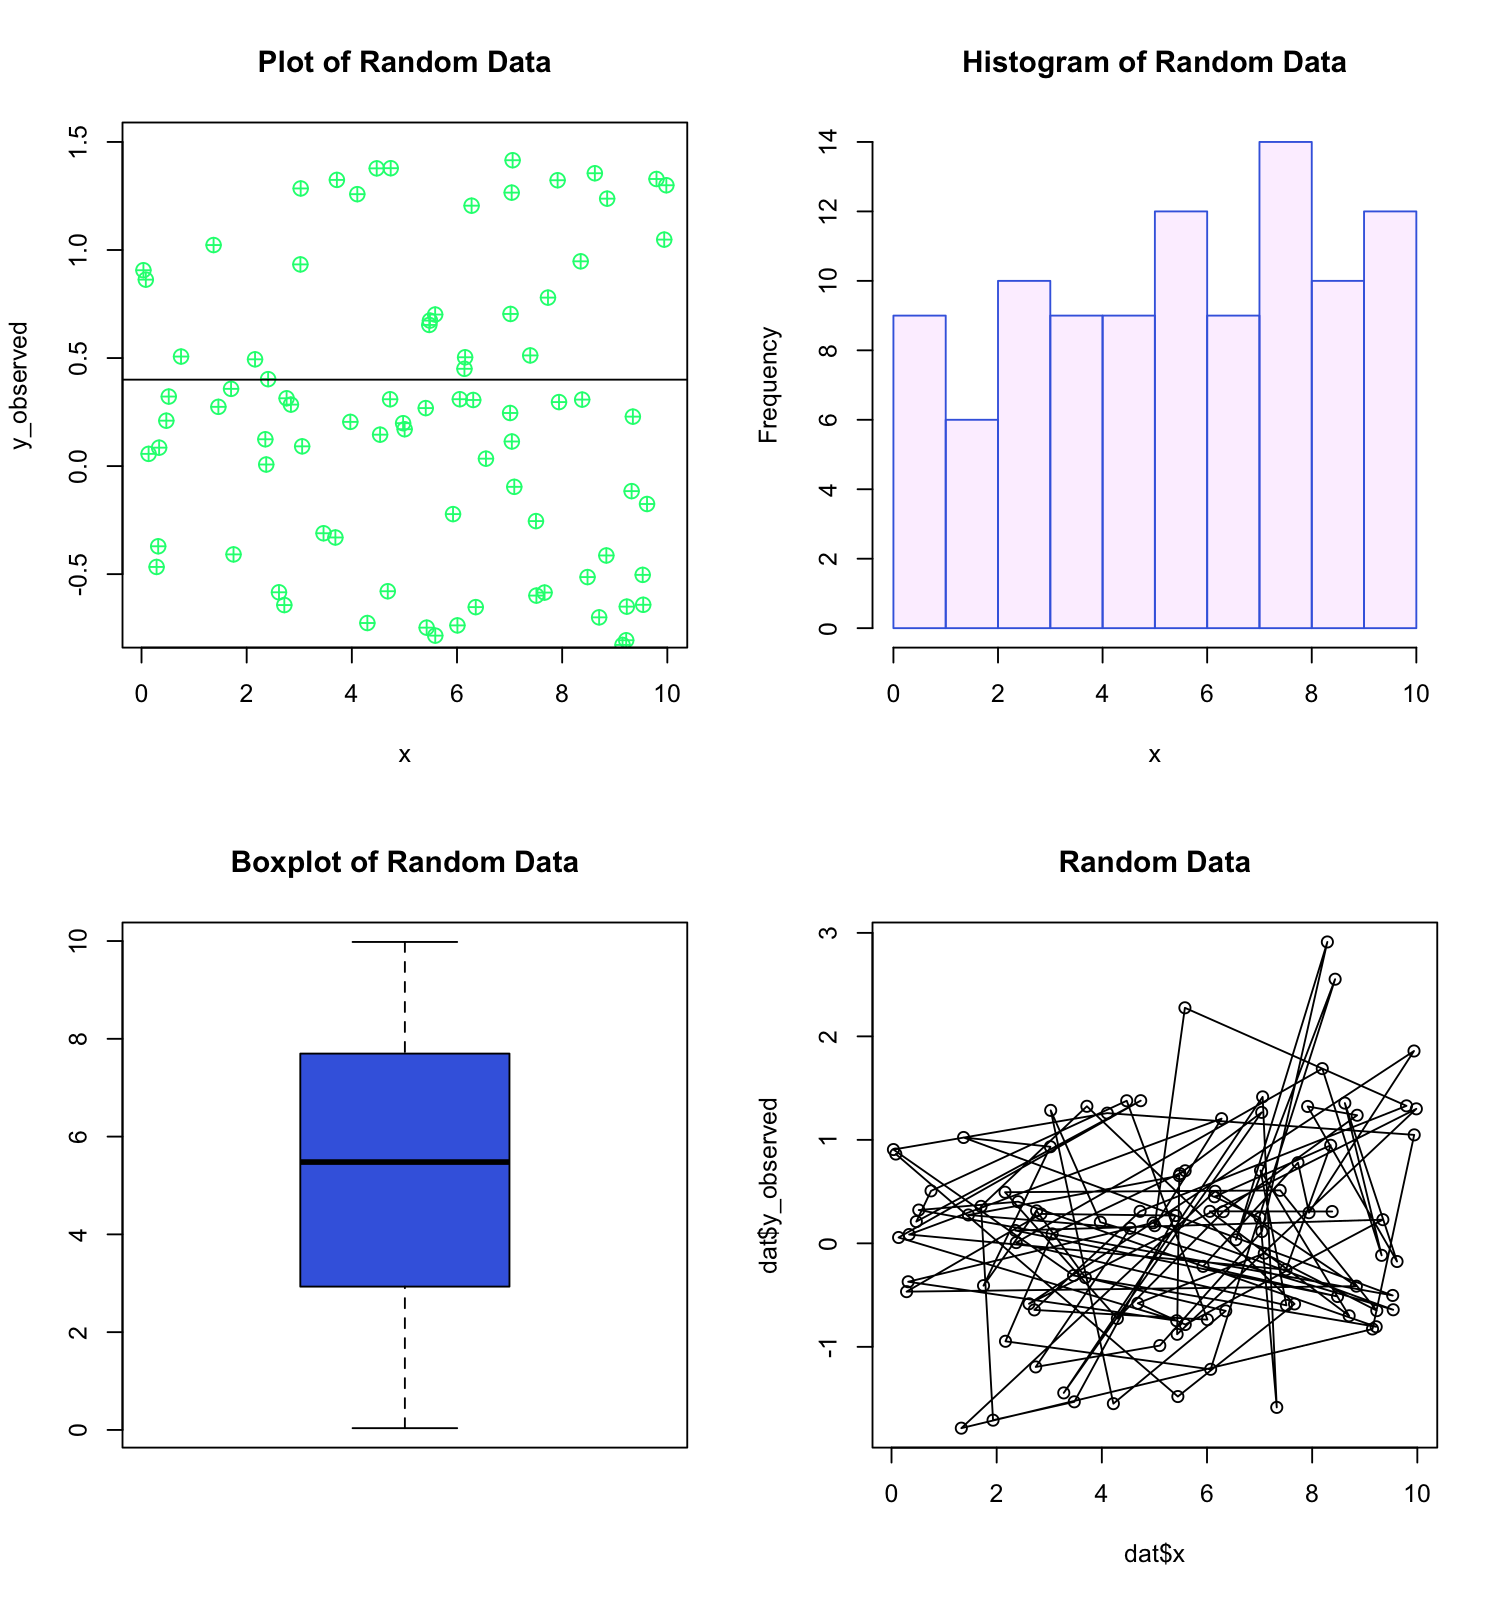 Plot of Random Data
y_observed
1.5
1.0
0.5
0.0
-0.5
0 2 4 6 8 10
x
Histogram of Random Data
Frequency
14
12
10
8
6
4
2
0
0 2 4 6 8 10
x
Boxplot of Random Data
10
8
6
4
2
0
Random Data
dat$y_observed
3
2
1
0
-1
0 2 4 6 8 10
dat$x